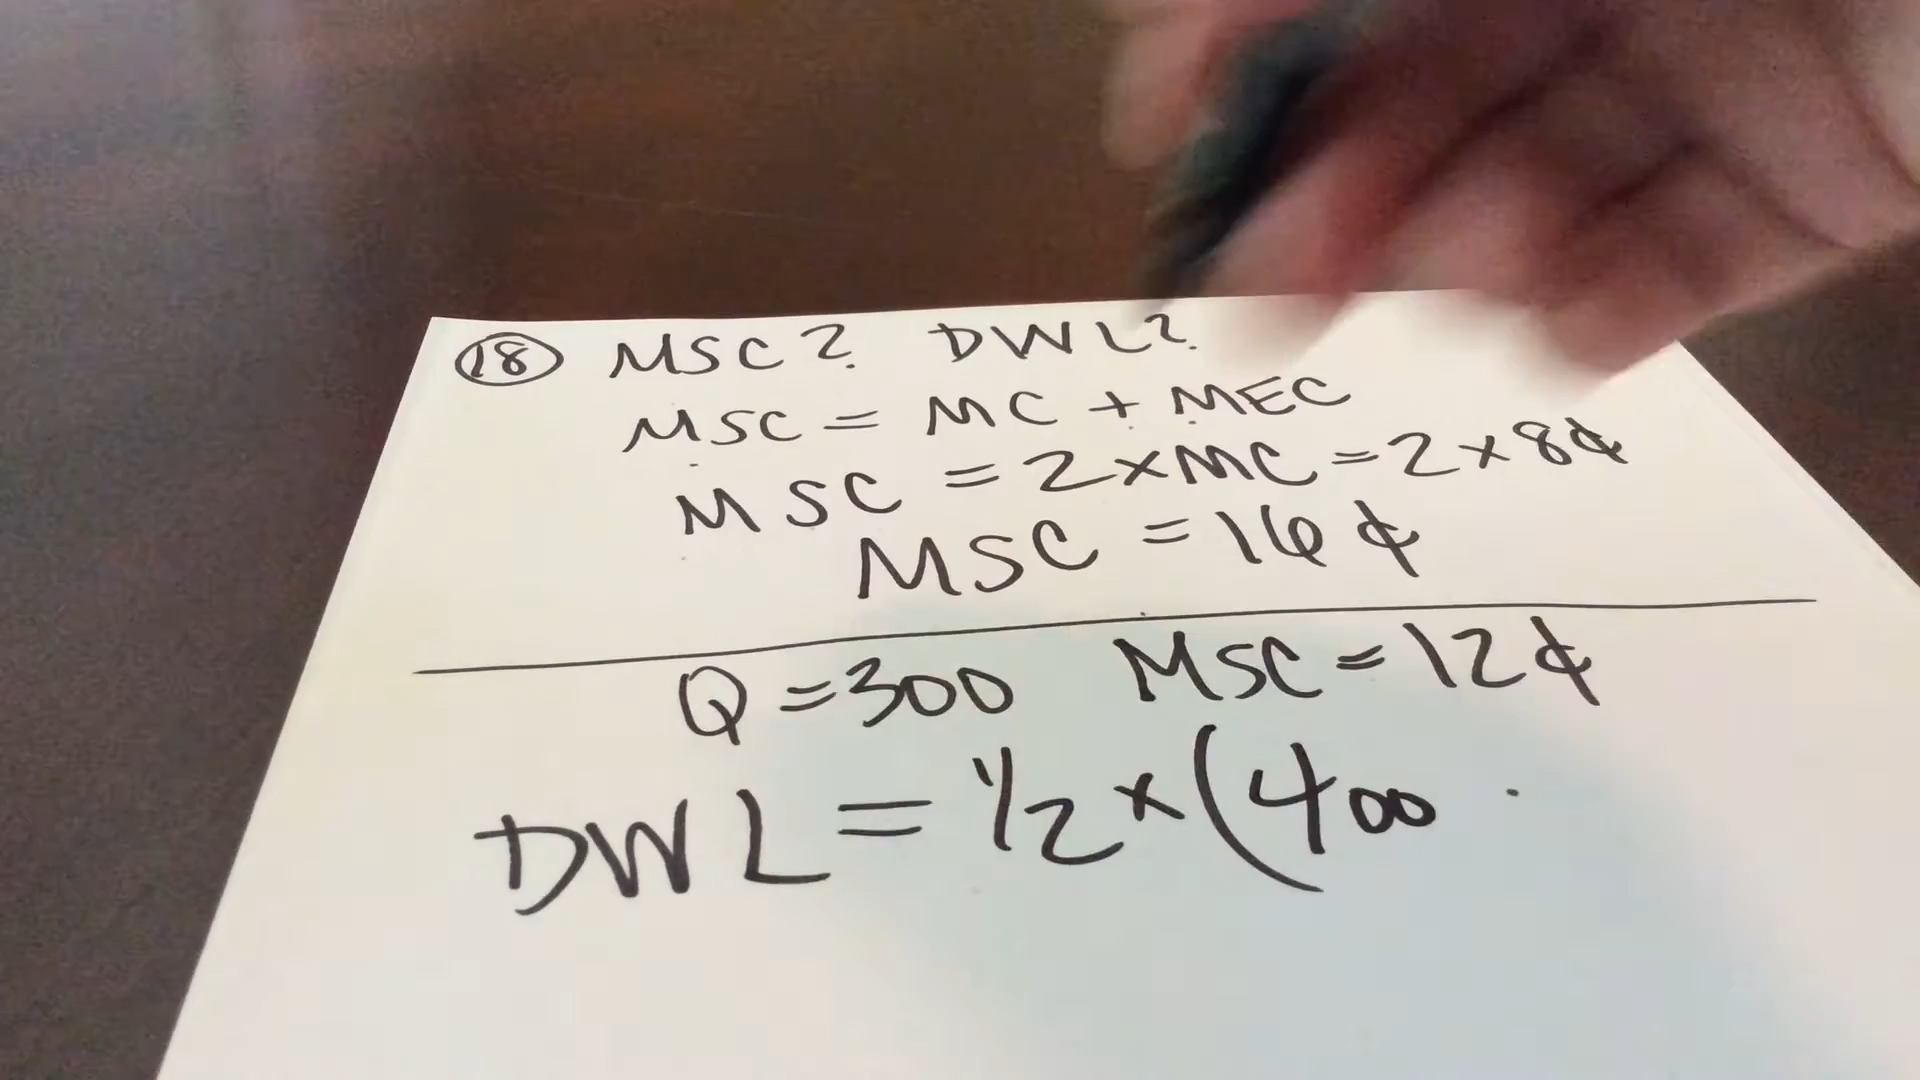 18 MSC? DWL?
MSC = MC + MEC
MSC = 2×MC = 2×8¢
MSC = 16¢
Q = 300 MSC = 12¢
DWL = 1/2 × (400